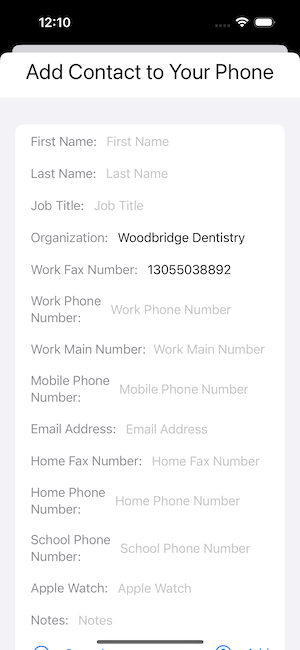 12:10
Add Contact to Your Phone
First Name: First Name
Last Name: Last Name
Job Title: Job Title
Organization: Woodbridge Dentistry
Work Fax Number: 13055038892
Work Phone
Number: Work Phone Number
Work Main Number: Work Main Number
Mobile Phone
Number: Mobile Phone Number
Email Address: Email Address
Home Fax Number: Home Fax Number
Home Phone
Number: Home Phone Number
School Phone
Number: School Phone Number
Apple Watch: Apple Watch
Notes: Notes